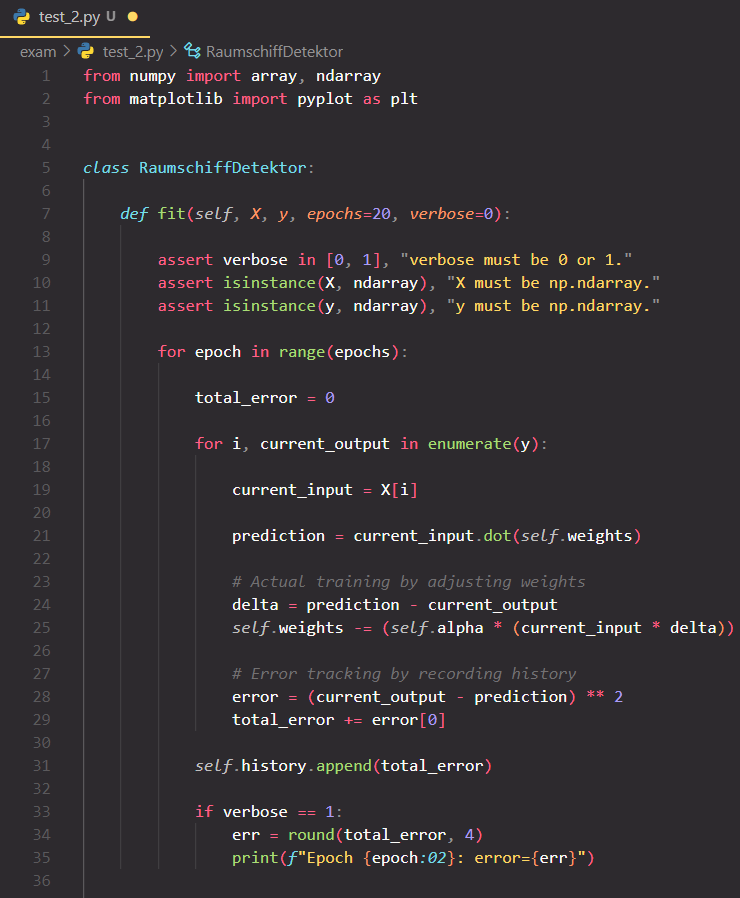 test_2.py U
exam > test_2.py > RaumschiffDetektor
1 from numpy import array, ndarray
2 from matplotlib import pyplot as plt
3
4
5 class RaumschiffDetektor:
6
7     def fit(self, X, y, epochs=20, verbose=0):
8
9         assert verbose in [0, 1], "verbose must be 0 or 1."
10         assert isinstance(X, ndarray), "X must be np.ndarray."
11         assert isinstance(y, ndarray), "y must be np.ndarray."
12
13         for epoch in range(epochs):
14
15             total_error = 0
16
17             for i, current_output in enumerate(y):
18
19                 current_input = X[i]
20
21                 prediction = current_input.dot(self.weights)
22
23                 # Actual training by adjusting weights
24                 delta = prediction - current_output
25                 self.weights -= (self.alpha * (current_input * delta))
26
27                 # Error tracking by recording history
28                 error = (current_output - prediction) ** 2
29                 total_error += error[0]
30
31             self.history.append(total_error)
32
33             if verbose == 1:
34                 err = round(total_error, 4)
35                 print(f"Epoch {epoch:02}: error={err}")
36